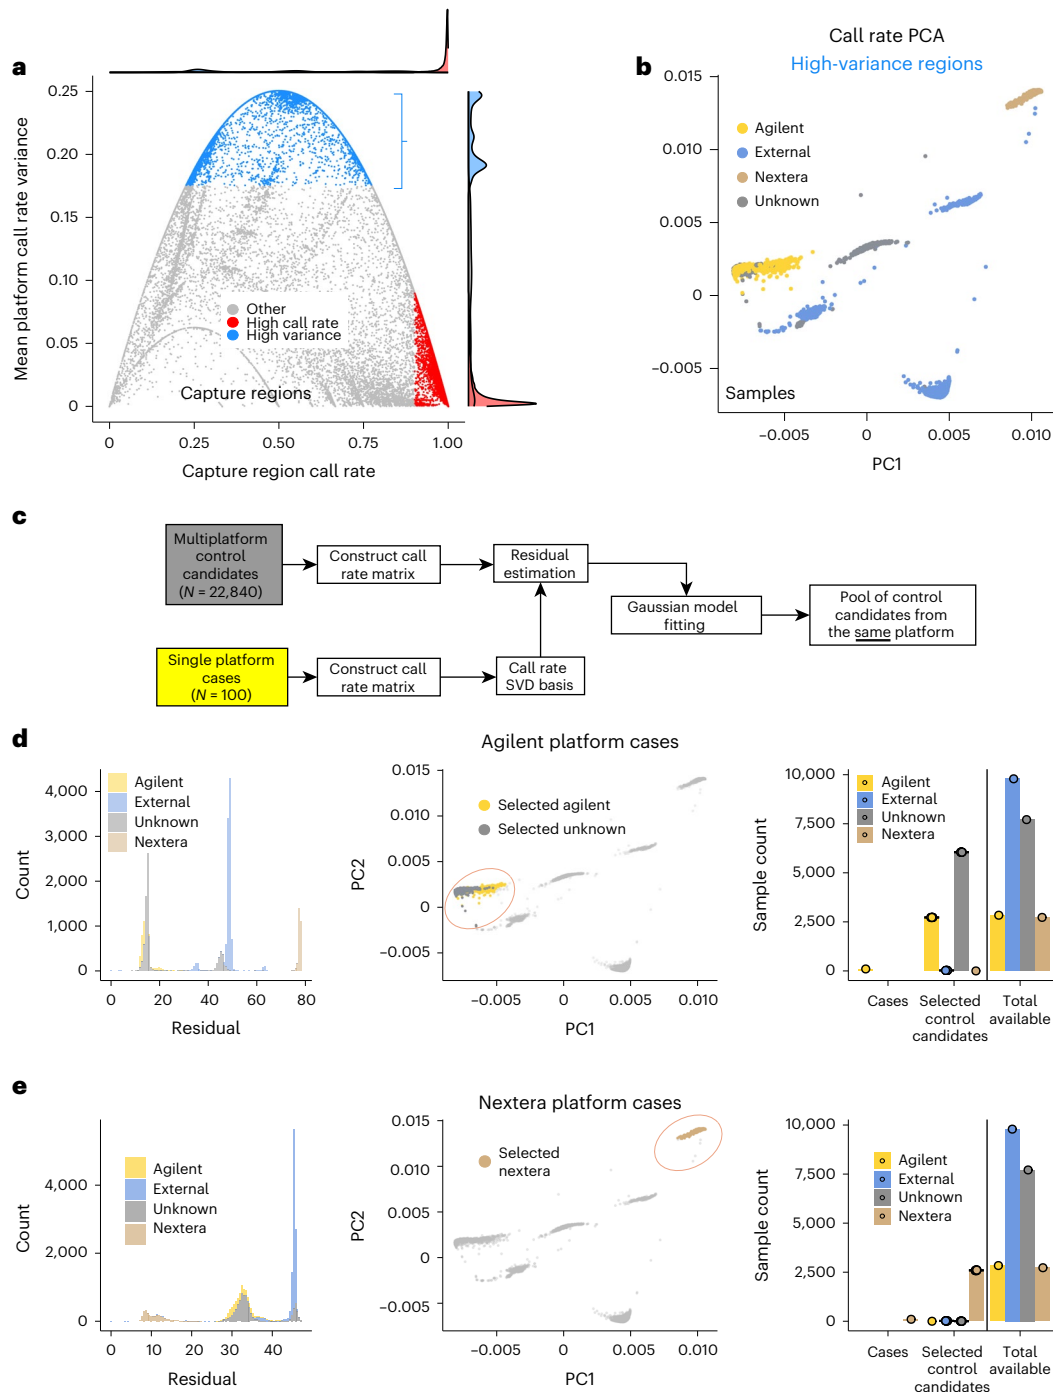 a
0.25
0.20
0.15
0.10
0.05
0
Mean platform call rate variance
Other
High call rate
High variance
Capture regions
0
0.25
0.50
0.75
1.00
Capture region call rate
b
Call rate PCA
High-variance regions
0.015
0.010
0.005
0
−0.005
Agilent
External
Nextera
Unknown
Samples
−0.005
0
0.005
0.010
PC1
c
Multiplatform
control
candidates
(N = 22,840)
Construct call
rate matrix
Residual
estimation
Gaussian model
fitting
Pool of control
candidates from
the same platform
Single platform
cases
(N = 100)
Construct call
rate matrix
Call rate
SVD basis
d
Agilent platform cases
4,000
3,000
2,000
1,000
0
Count
Agilent
External
Unknown
Nextera
0
20
40
60
80
Residual
0.015
0.010
0.005
0
−0.005
PC2
Selected agilent
Selected unknown
−0.005
0
0.005
0.010
PC1
10,000
7,500
5,000
2,500
0
Sample count
Agilent
External
Unknown
Nextera
Cases
Selected
control
candidates
Total
available
e
Nextera platform cases
4,000
2,000
0
Count
Agilent
External
Unknown
Nextera
0
10
20
30
40
Residual
0.015
0.010
0.005
0
−0.005
PC2
Selected
nextera
−0.005
0
0.005
0.010
PC1
10,000
7,500
5,000
2,500
0
Sample count
Agilent
External
Unknown
Nextera
Cases
Selected
control
candidates
Total
available